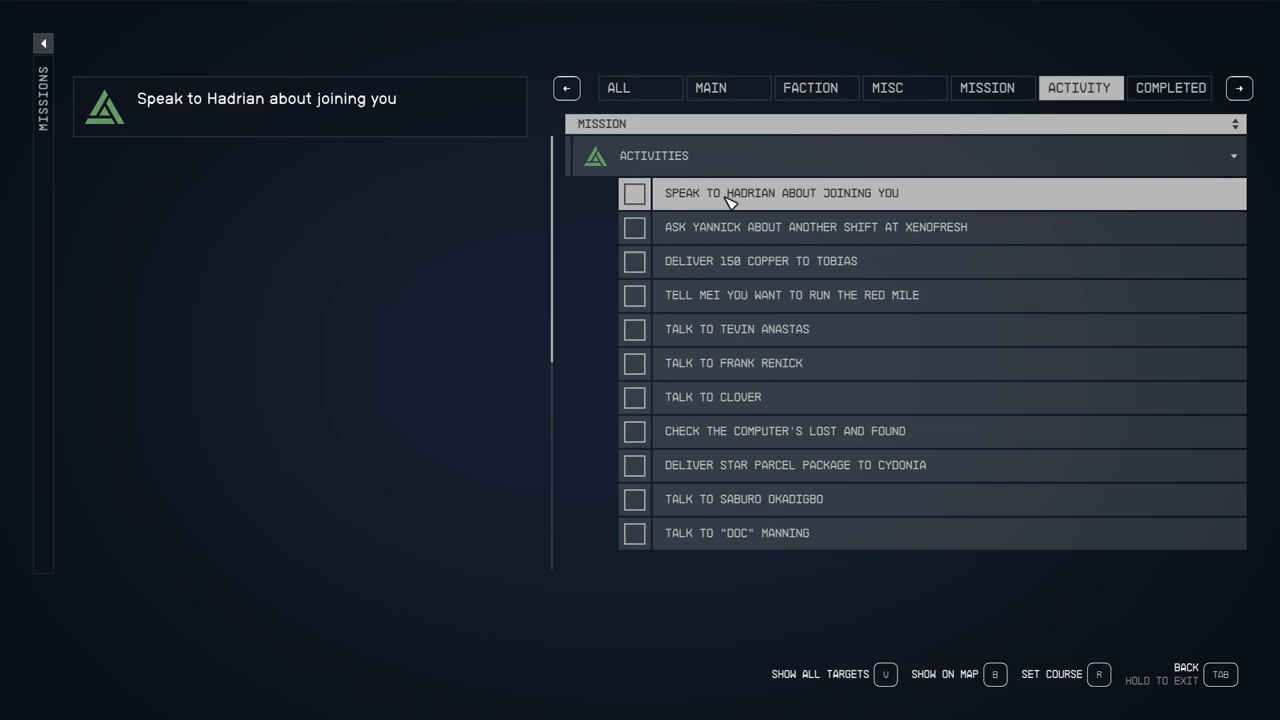 MISSIONS
Speak to Hadrian about joining you
ALL
MAIN
FACTION
MISC
MISSION
ACTIVITY
COMPLETED
MISSION
ACTIVITIES
SPEAK TO HADRIAN ABOUT JOINING YOU
ASK YANNICK ABOUT ANOTHER SHIFT AT XENOFRESH
DELIVER 150 COPPER TO TOBIAS
TELL MEI YOU WANT TO RUN THE RED MILE
TALK TO TEVIN ANASTAS
TALK TO FRANK RENICK
TALK TO CLOVER
CHECK THE COMPUTER'S LOST AND FOUND
DELIVER STAR PARCEL PACKAGE TO CYDONIA
TALK TO SABURO OKADIGBO
TALK TO "DOC" MANNING
SHOW ALL TARGETS V
SHOW ON MAP B
SET COURSE R
BACK
HOLD TO EXIT TAB